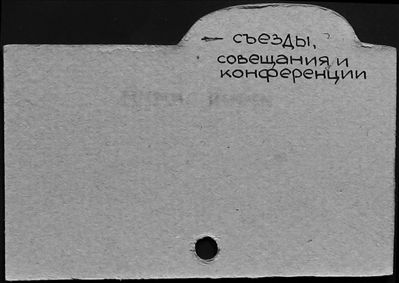 — съезды,
совещания и
конференции